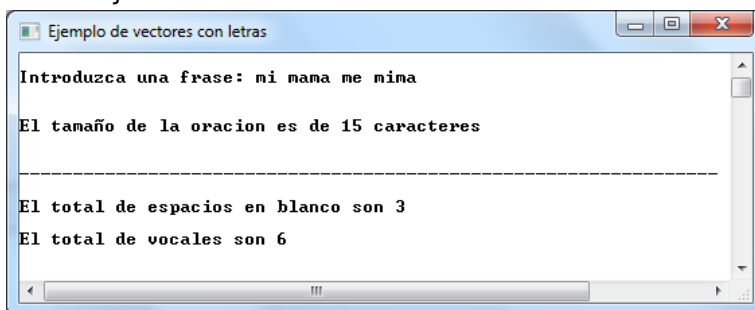 Ejemplo de vectores con letras
Introduzca una frase: mi mama me mima
El tamaño de la oracion es de 15 caracteres
El total de espacios en blanco son 3
El total de vocales son 6